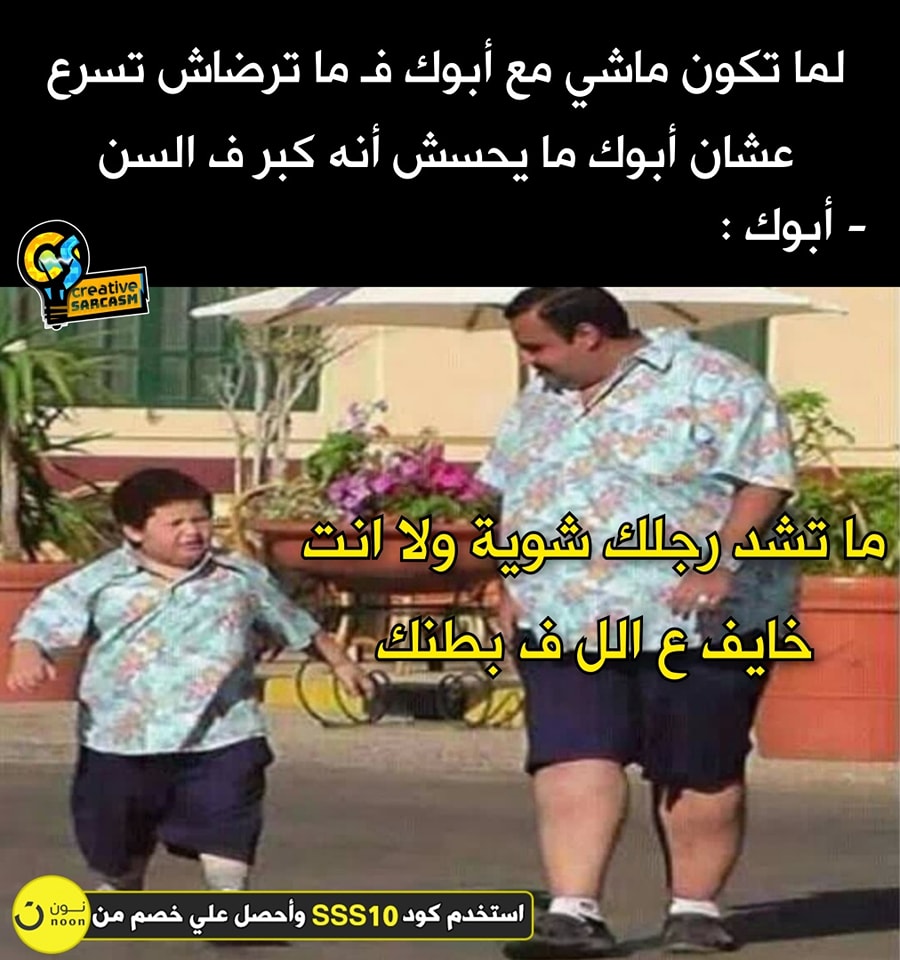 لما تكون ماشي مع أبوك فـ ما ترضاش تسرع
عشان أبوك ما يحسش أنه كبر ف السن
- أبوك :
CS
creative
SARCASM
ما تشد رجلك شوية ولا انت
خايف ع الل ف بطنك
استخدم كود SSS10 وأحصل علي خصم من
نون
noon
ن